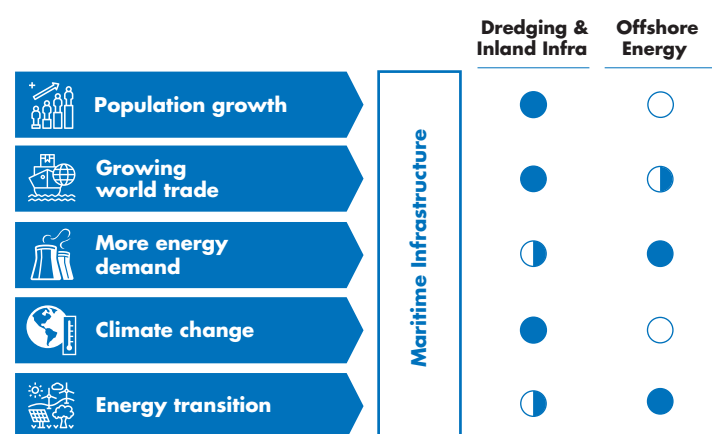 Dredging &
Inland Infra
Offshore
Energy
Population growth
Growing
world trade
More energy
demand
Climate change
Energy transition
Maritime Infrastructure